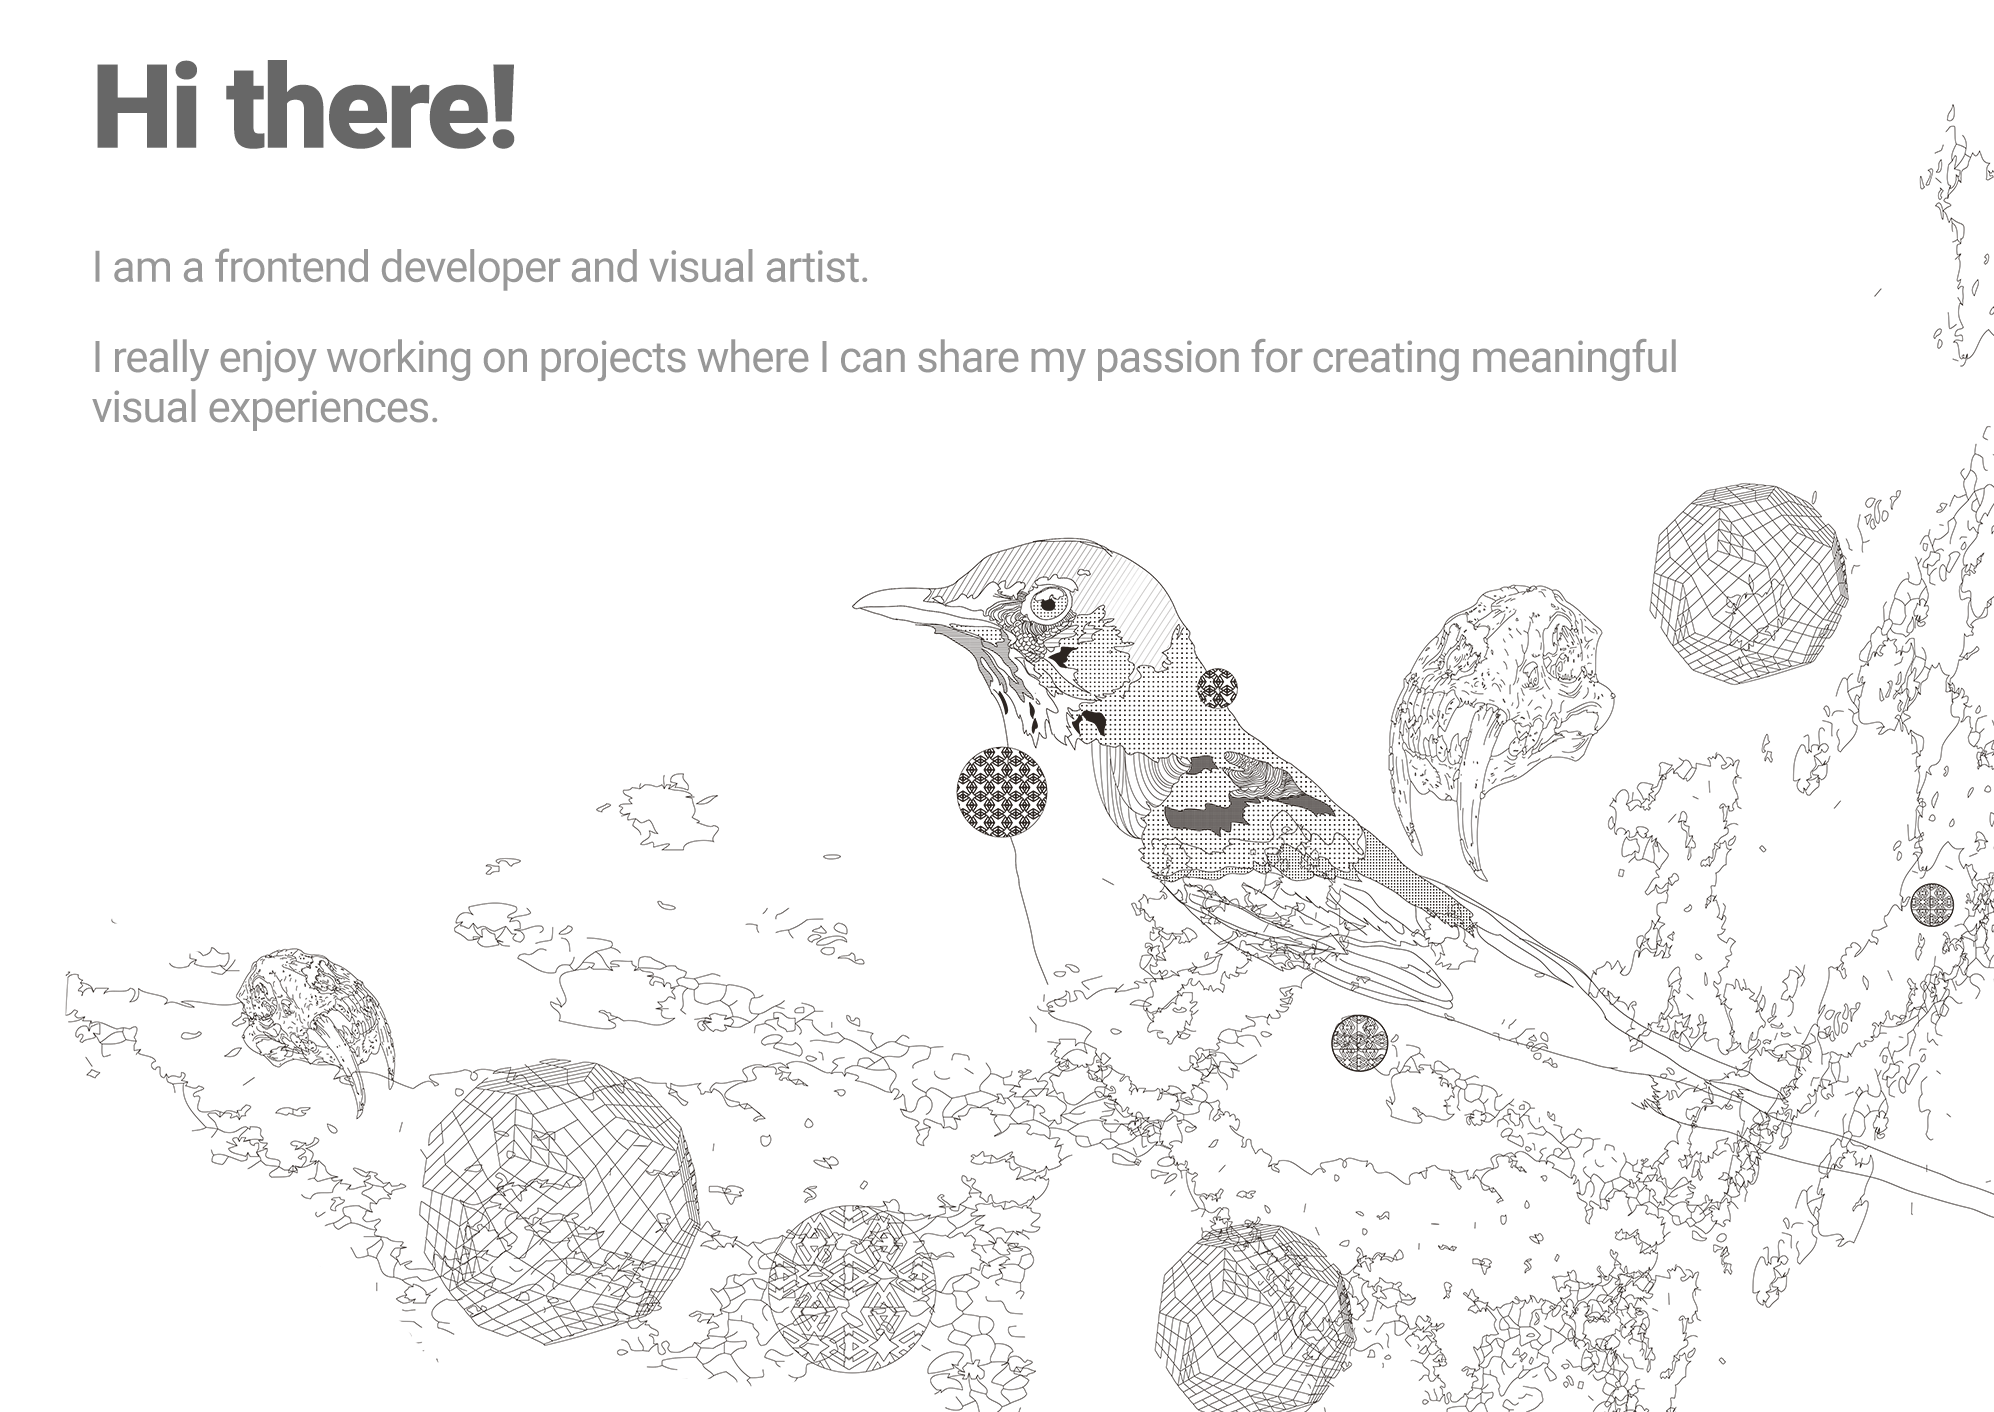 Hi there!
I am a frontend developer and visual artist.
I really enjoy working on projects where I can share my passion for creating meaningful
visual experiences.